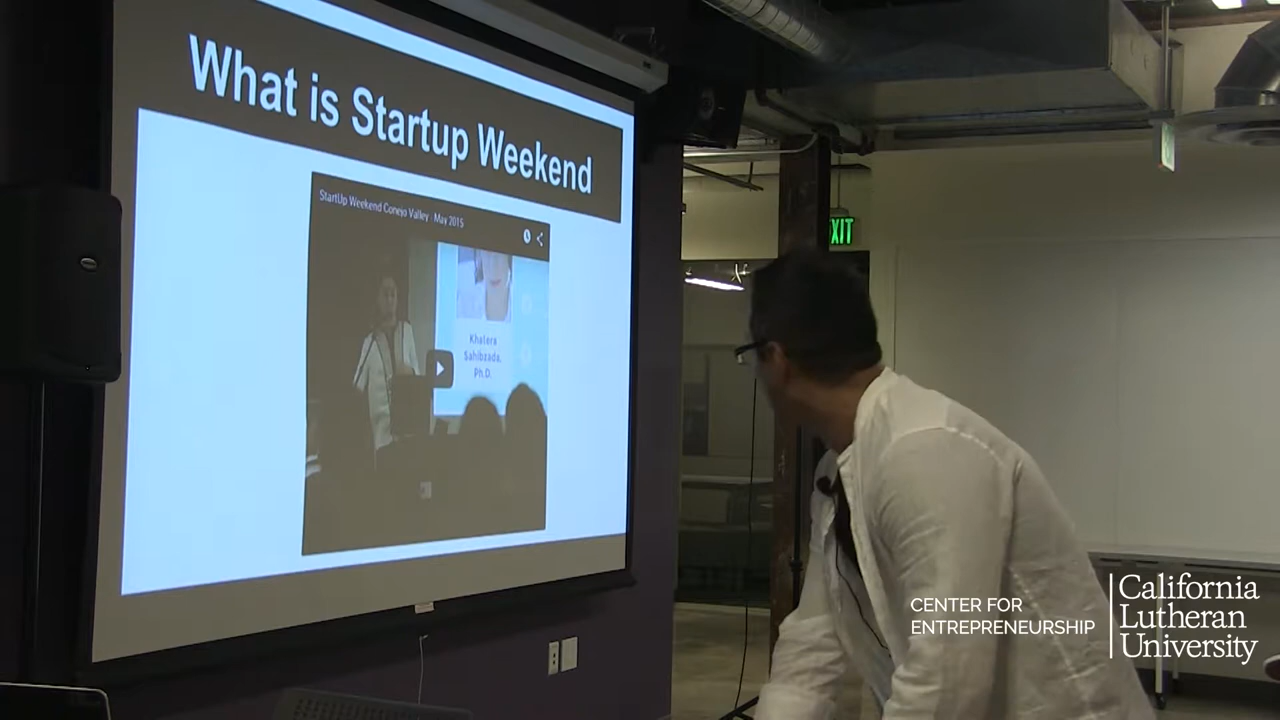 What is Startup Weekend
StartUp Weekend Conejo Valley - May 2015
Khalera
Sahibzada,
Ph.D.
EXIT
CENTER FOR
ENTREPRENEURSHIP
California
Lutheran
University